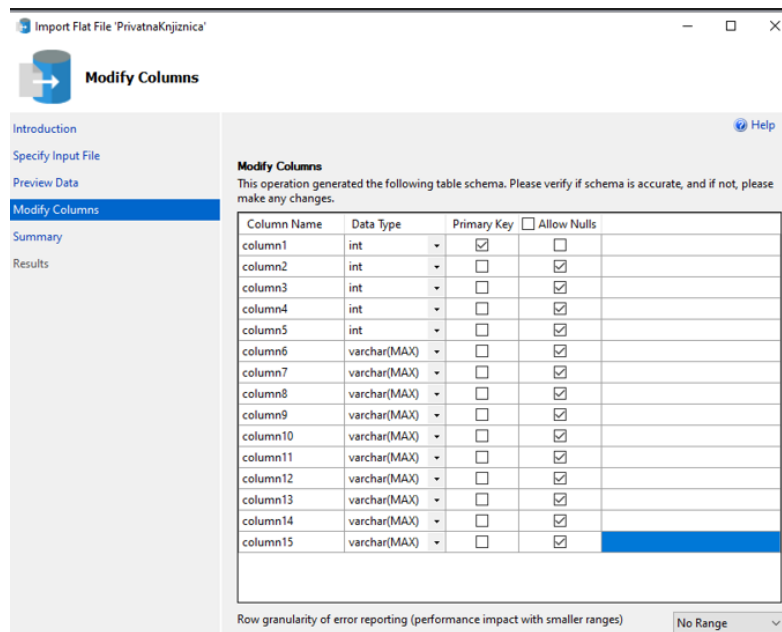 Import Flat File 'PrivatnaKnjiznica'
Modify Columns
Introduction
Specify Input File
Preview Data
Modify Columns
Summary
Results
Help
Modify Columns
This operation generated the following table schema. Please verify if schema is accurate, and if not, please
make any changes.
Column Name Data Type Primary Key Allow Nulls
column1 int
column2 int
column3 int
column4 int
column5 int
column6 varchar(MAX)
column7 varchar(MAX)
column8 varchar(MAX)
column9 varchar(MAX)
column10 varchar(MAX)
column11 varchar(MAX)
column12 varchar(MAX)
column13 varchar(MAX)
column14 varchar(MAX)
column15 varchar(MAX)
Row granularity of error reporting (performance impact with smaller ranges) No Range